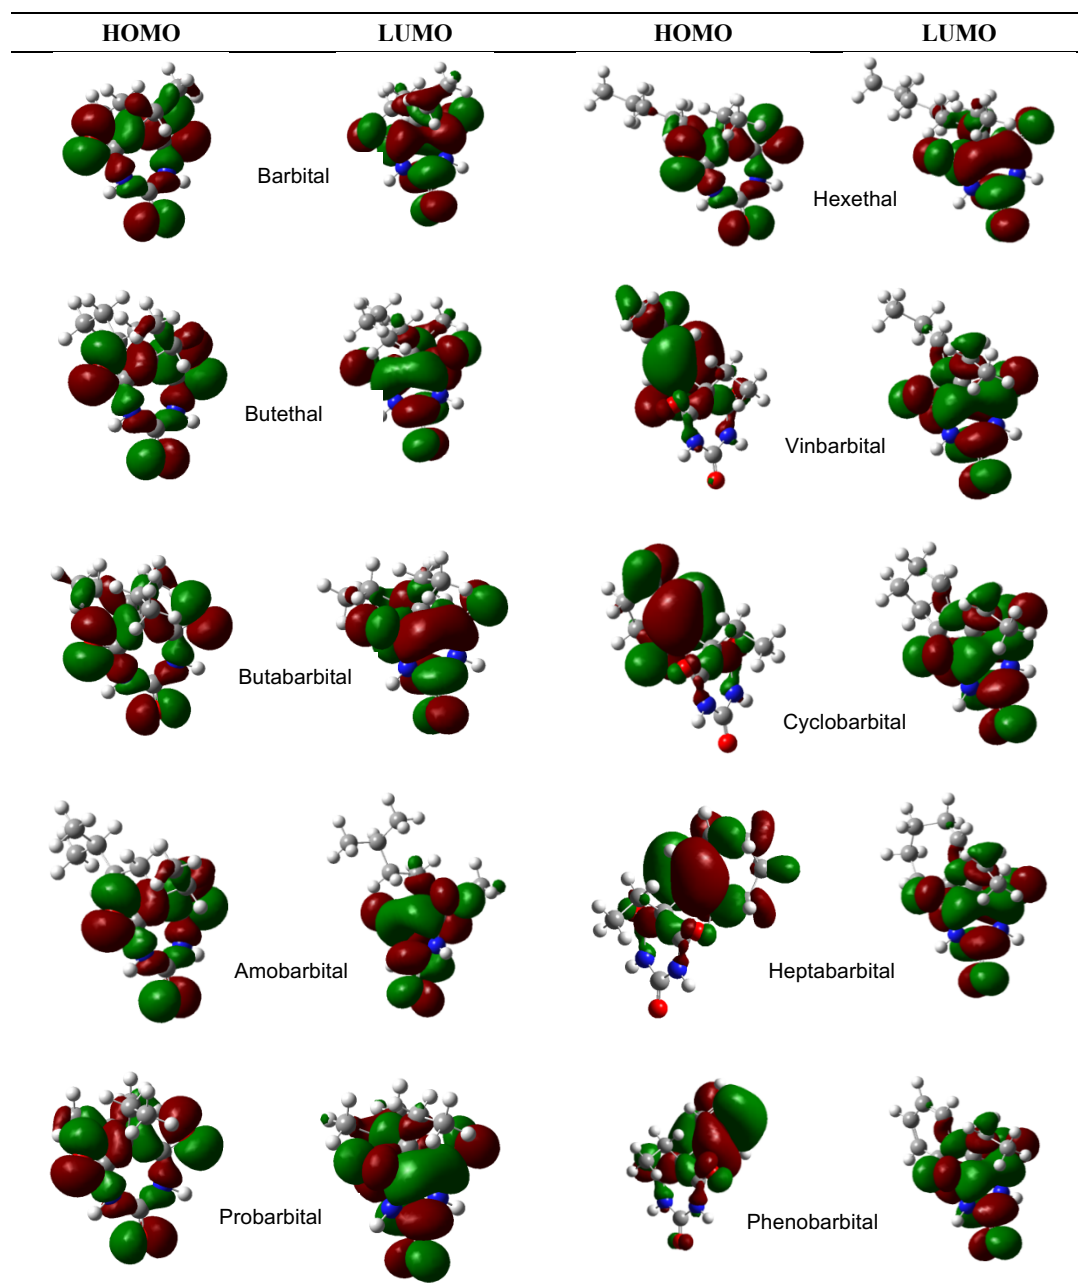 HOMO LUMO HOMO LUMO
Barbital
Hexethal
Butethal
Vinbarbital
Butabarbital
Cyclobarbital
Amobarbital
Heptabarbital
Probarbital
Phenobarbital